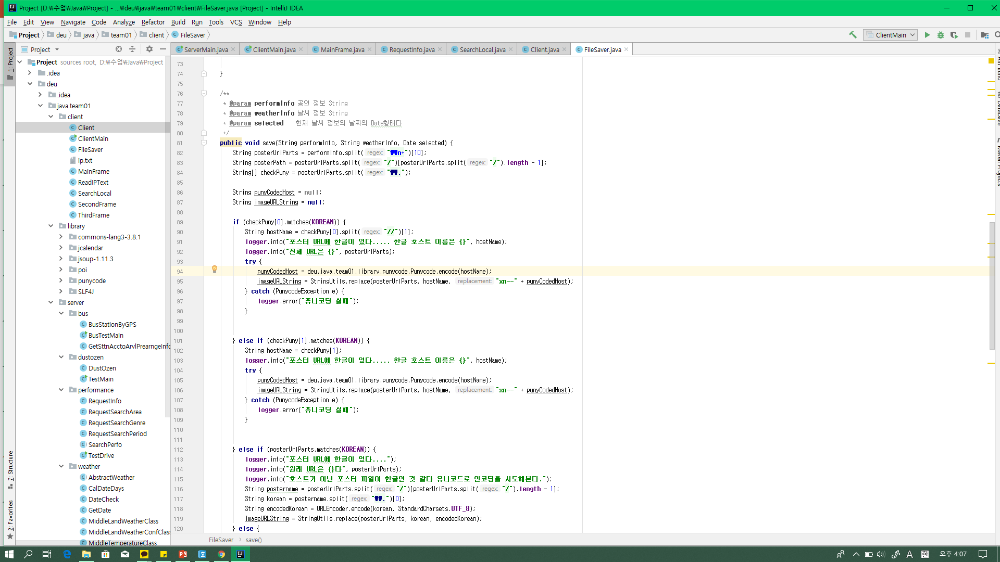 Project [D:₩수업₩Java₩Project] - ...₩deu₩java₩team01₩client₩FileSaver.java [Project] - IntelliJ IDEA
File Edit View Navigate Code Analyze Refactor Build Run Tools VCS Window Help
Project deu java team01 client FileSaver ClientMain
Project ServerMain.java ClientMain.java MainFrame.java RequestInfo.java SearchLocal.java Client.java FileSaver.java
1: Project
7: Structure
2: Favorites
Project sources root, D:₩수업₩Java₩Project
.idea
deu
.idea
java.team01
client
Client
ClientMain
FileSaver
ip.txt
MainFrame
ReadIPText
SearchLocal
SecondFrame
ThirdFrame
library
commons-lang3-3.8.1
jcalendar
jsoup-1.11.3
poi
punycode
SLF4J
server
bus
BusStationByGPS
BusTestMain
GetSttnAcctoArvlPrearngeInfo
dustozen
DustOzen
TestMain
performance
RequestInfo
RequestSearchArea
RequestSearchGenre
RequestSearchPeriod
SearchPerfo
TestDrive
weather
AbstractWeather
CalDateDays
DateCheck
GetDate
MiddleLandWeatherClass
MiddleLandWeatherConfClass
MiddleTemperatureClass
73
74 }
75
76 /**
77 * @param performInfo 공연 정보 String
78 * @param weatherInfo 날씨 정보 String
79 * @param selected 현재 날씨 정보의 날짜의 Date형태다
80 */
81 public void save(String performInfo, String weatherInfo, Date selected) {
82 String posterUrlParts = performInfo.split( regex: "₩₩n+")[10];
83 String posterPath = posterUrlParts.split( regex: "/")[posterUrlParts.split( regex: "/").length - 1];
84 String[] checkPuny = posterUrlParts.split( regex: "₩₩.");
85
86 String punyCodedHost = null;
87 String imageURLString = null;
88
89 if (checkPuny[0].matches(KOREAN)) {
90 String hostName = checkPuny[0].split( regex: "//")[1];
91 logger.info("포스터 URL에 한글이 있다..... 한글 호스트 이름은 {}", hostName);
92 logger.info("전체 URL은 {}", posterUrlParts);
93 try {
94 punyCodedHost = deu.java.team01.library.punycode.Punycode.encode(hostName);
95 imageURLString = StringUtils.replace(posterUrlParts, hostName, replacement: "xn--" + punyCodedHost);
96 } catch (PunycodeException e) {
97 logger.error("퓨니코딩 실패");
98 }
99
100
101 } else if (checkPuny[1].matches(KOREAN)) {
102 String hostName = checkPuny[1];
103 logger.info("포스터 URL에 한글이 있다..... 한글 호스트 이름은 {}", hostName);
104 try {
105 punyCodedHost = deu.java.team01.library.punycode.Punycode.encode(hostName);
106 imageURLString = StringUtils.replace(posterUrlParts, hostName, replacement: "xn--" + punyCodedHost);
107 } catch (PunycodeException e) {
108 logger.error("퓨니코딩 실패");
109 }
110
111
112 } else if (posterUrlParts.matches(KOREAN)) {
113 logger.info("포스터 URL에 한글이 있다....");
114 logger.info("원래 URL은 {}다", posterUrlParts);
115 logger.info("호스트가 아닌 포스터 파일이 한글인 것 같다 유니코드로 인코딩을 시도해본다.");
116 String postername = posterUrlParts.split( regex: "/")[posterUrlParts.split( regex: "/").length - 1];
117 String korean = postername.split( regex: "₩₩.")[0];
118 String encodedKorean = URLEncoder.encode(korean, StandardCharsets.UTF_8);
119 imageURLString = StringUtils.replace(posterUrlParts, korean, encodedKorean);
120 } else {
FileSaver save()
Database
Maven Projects
A 한 오후 4:07